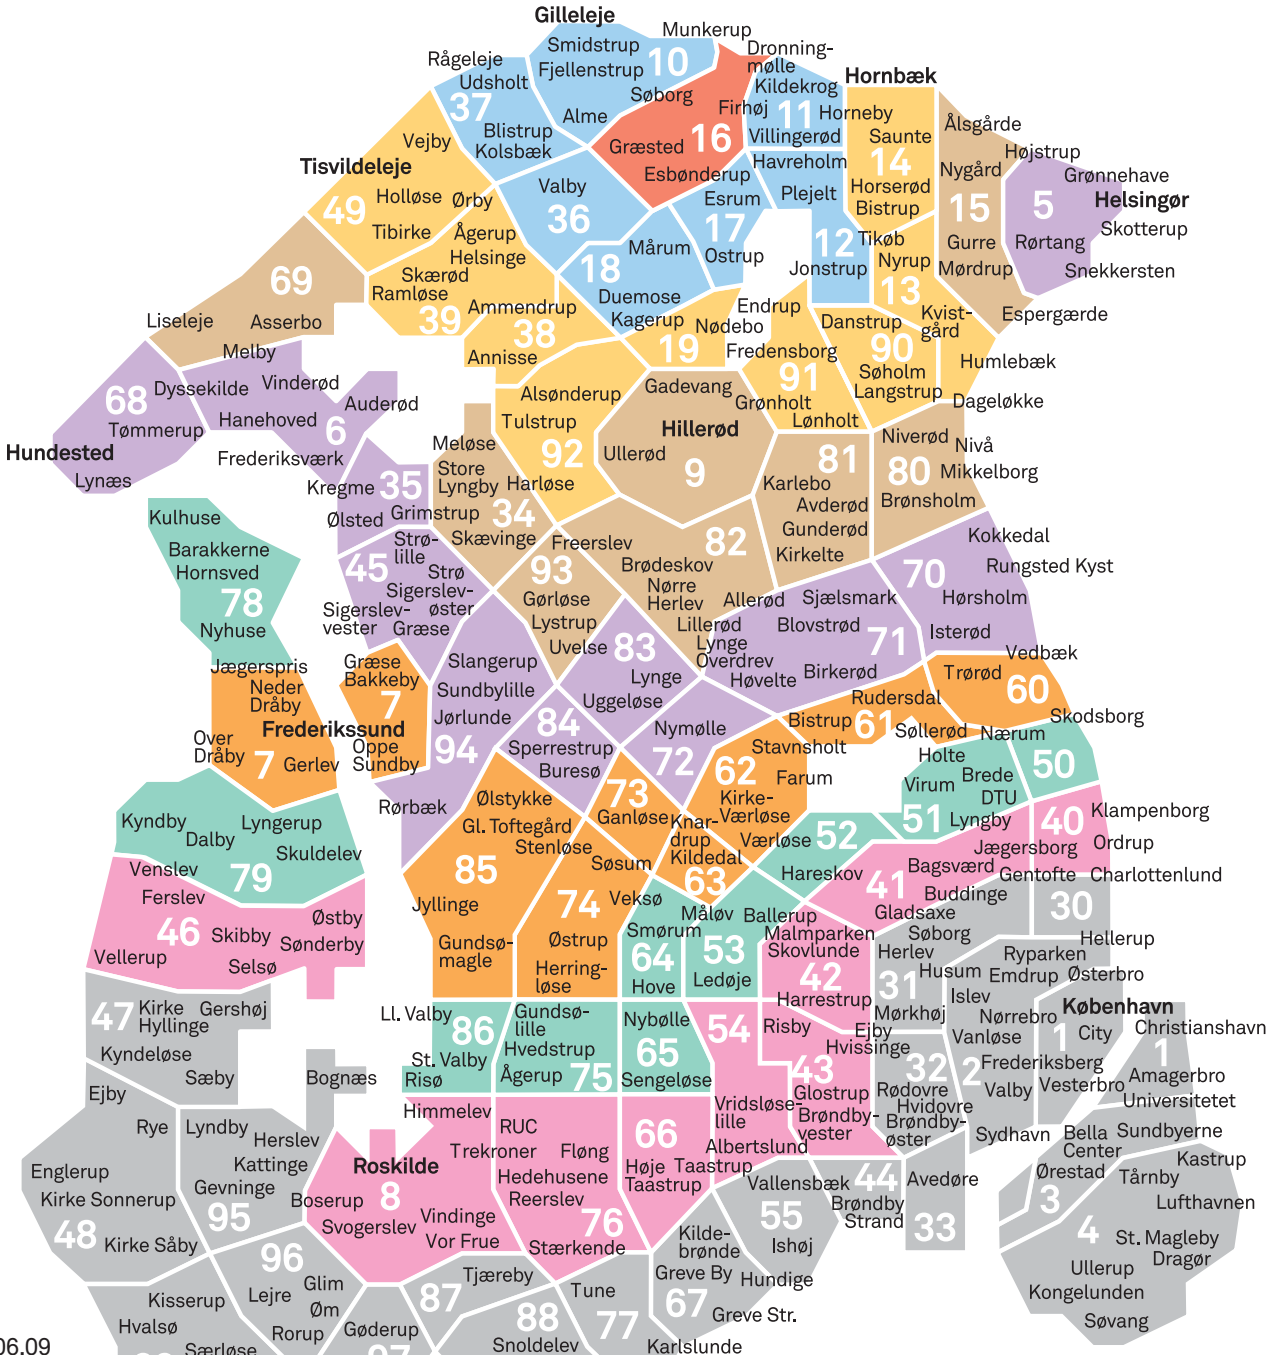 Gilleleje
Munkerup
Smidstrup
Dronning-
mølle
Rågeleje
Fjellenstrup
10
Hornbæk
Udsholt
Kildekrog
Søborg
37
Firhøj
11
Horneby
Alme
Ålsgårde
Blistrup
Villingerød
Saunte
Vejby
Græsted
16
Kolsbæk
Højstrup
Tisvildeleje
Havreholm
14
Nygård
Grønnehave
Esbønderup
Valby
Horserød
Helsingør
Holløse
Ørby
Esrum
Plejelt
Bistrup
15
5
49
36
17
Skotterup
Tibirke
Ågerup
Tikøb
Gurre
Rørtang
Mårum
12
Helsinge
Ostrup
Nyrup
18
Jonstrup
Mørdrup
Snekkersten
Skærød
69
Ramløse
13
Duemose
Ammendrup
Endrup
Kvist-
gård
Espergærde
Liseleje
Asserbo
39
Kagerup
Nødebo
Danstrup
38
19
90
Melby
Annisse
Fredensborg
Humlebæk
Vinderød
91
Søholm
Dyssekilde
Alsønderup
Gadevang
Langstrup
68
Auderød
Grønholt
Dageløkke
Hanehoved
Tulstrup
Lønholt
Tømmerup
6
Hillerød
Niverød
Nivå
Hundested
Meløse
92
Ullerød
81
Frederiksværk
Store
Lyngby
9
80
Mikkelborg
Lynæs
Kregme
35
Harløse
Karlebo
Brønsholm
Kulhuse
Grimstrup
34
Avderød
Ølsted
Gunderød
Strø-
lille
Skævinge
Freerslev
82
Kokkedal
Barakkerne
Kirkelte
Hornsved
45
Strø
93
Brødeskov
70
Rungsted Kyst
Sigerslev-
øster
Nørre
Herlev
78
Gørløse
Allerød
Sjælsmark
Hørsholm
Sigerslev-
vester
Græse
Lystrup
Lillerød
Blovstrød
71
Isterød
Nyhuse
Uvelse
83
Lynge
Overdrev
Vedbæk
Jægerspris
Græse
Bakkeby
Slangerup
Birkerød
Trørød
Neder
Dråby
Lynge
Høvelte
60
7
Sundbylille
Uggeløse
Rudersdal
Jørlunde
84
Nymølle
Bistrup
61
Skodsborg
Frederikssund
Søllerød
Nærum
Over
Dråby
Oppe
Sundby
94
Sperrestrup
72
Stavnsholt
Holte
7
Gerlev
Buresø
62
Farum
50
Brede
Virum
73
Rørbæk
Ølstykke
Kirke-
Værløse
DTU
Klampenborg
Kyndby
Lyngerup
Ganløse
Knar-
drup
51
Lyngby
40
Gl. Toftegård
52
Dalby
Værløse
Ordrup
Stenløse
Jægersborg
Skuldelev
Søsum
Kildedal
Venslev
85
Hareskov
Bagsværd
Gentofte
Charlottenlund
79
63
41
Ferslev
Veksø
Buddinge
Jyllinge
74
Gladsaxe
30
Østby
Måløv
Ballerup
46
Skibby
Smørum
Malmparken
Søborg
Hellerup
Sønderby
Gundsø-
magle
Østrup
Skovlunde
Herlev
53
Ryparken
Vellerup
Selsø
64
Husum
Emdrup
Østerbro
Herring-
løse
Ledøje
42
31
Hove
Islev
København
Harrestrup
Kirke
Hyllinge
Gershøj
Mørkhøj
Nørrebro
47
Ll. Valby
Gundsø-
lille
Nybølle
54
Risby
City
Christianshavn
86
Ejby
Vanløse
1
1
Kyndeløse
Hvedstrup
65
Hvissinge
St. Valby
43
32
2
Frederiksberg
Sæby
Bognæs
Risø
Ågerup
75
Sengeløse
Amagerbro
Ejby
Glostrup
Rødovre
Valby
Vesterbro
Himmelev
Vridsløse-
lille
Hvidovre
Universitetet
Rye
Lyndby
RUC
66
Brøndby-
vester
Brøndby-
øster
Sydhavn
Sundbyerne
Herslev
Trekroner
Fløng
Albertslund
Bella
Center
Roskilde
Kastrup
Kattinge
Høje
Taastrup
Taastrup
Ørestad
Englerup
Hedehusene
Vallensbæk
44
Avedøre
Tårnby
Gevninge
8
Reerslev
Kirke Sonnerup
Boserup
Brøndby
Strand
3
Lufthavnen
95
Vindinge
76
55
33
Svogerslev
4
48
Kirke Såby
Vor Frue
Kilde-
brønde
Ishøj
St. Magleby
96
Stærkende
Dragør
Tjæreby
Greve By
Hundige
Ullerup
Glim
Kisserup
Lejre
87
Tune
67
Kongelunden
Øm
88
Greve Str.
Hvalsø
Rorup
Gøderup
77
Søvang
Særløse
Snoldelev
Karlslunde
97
06.09